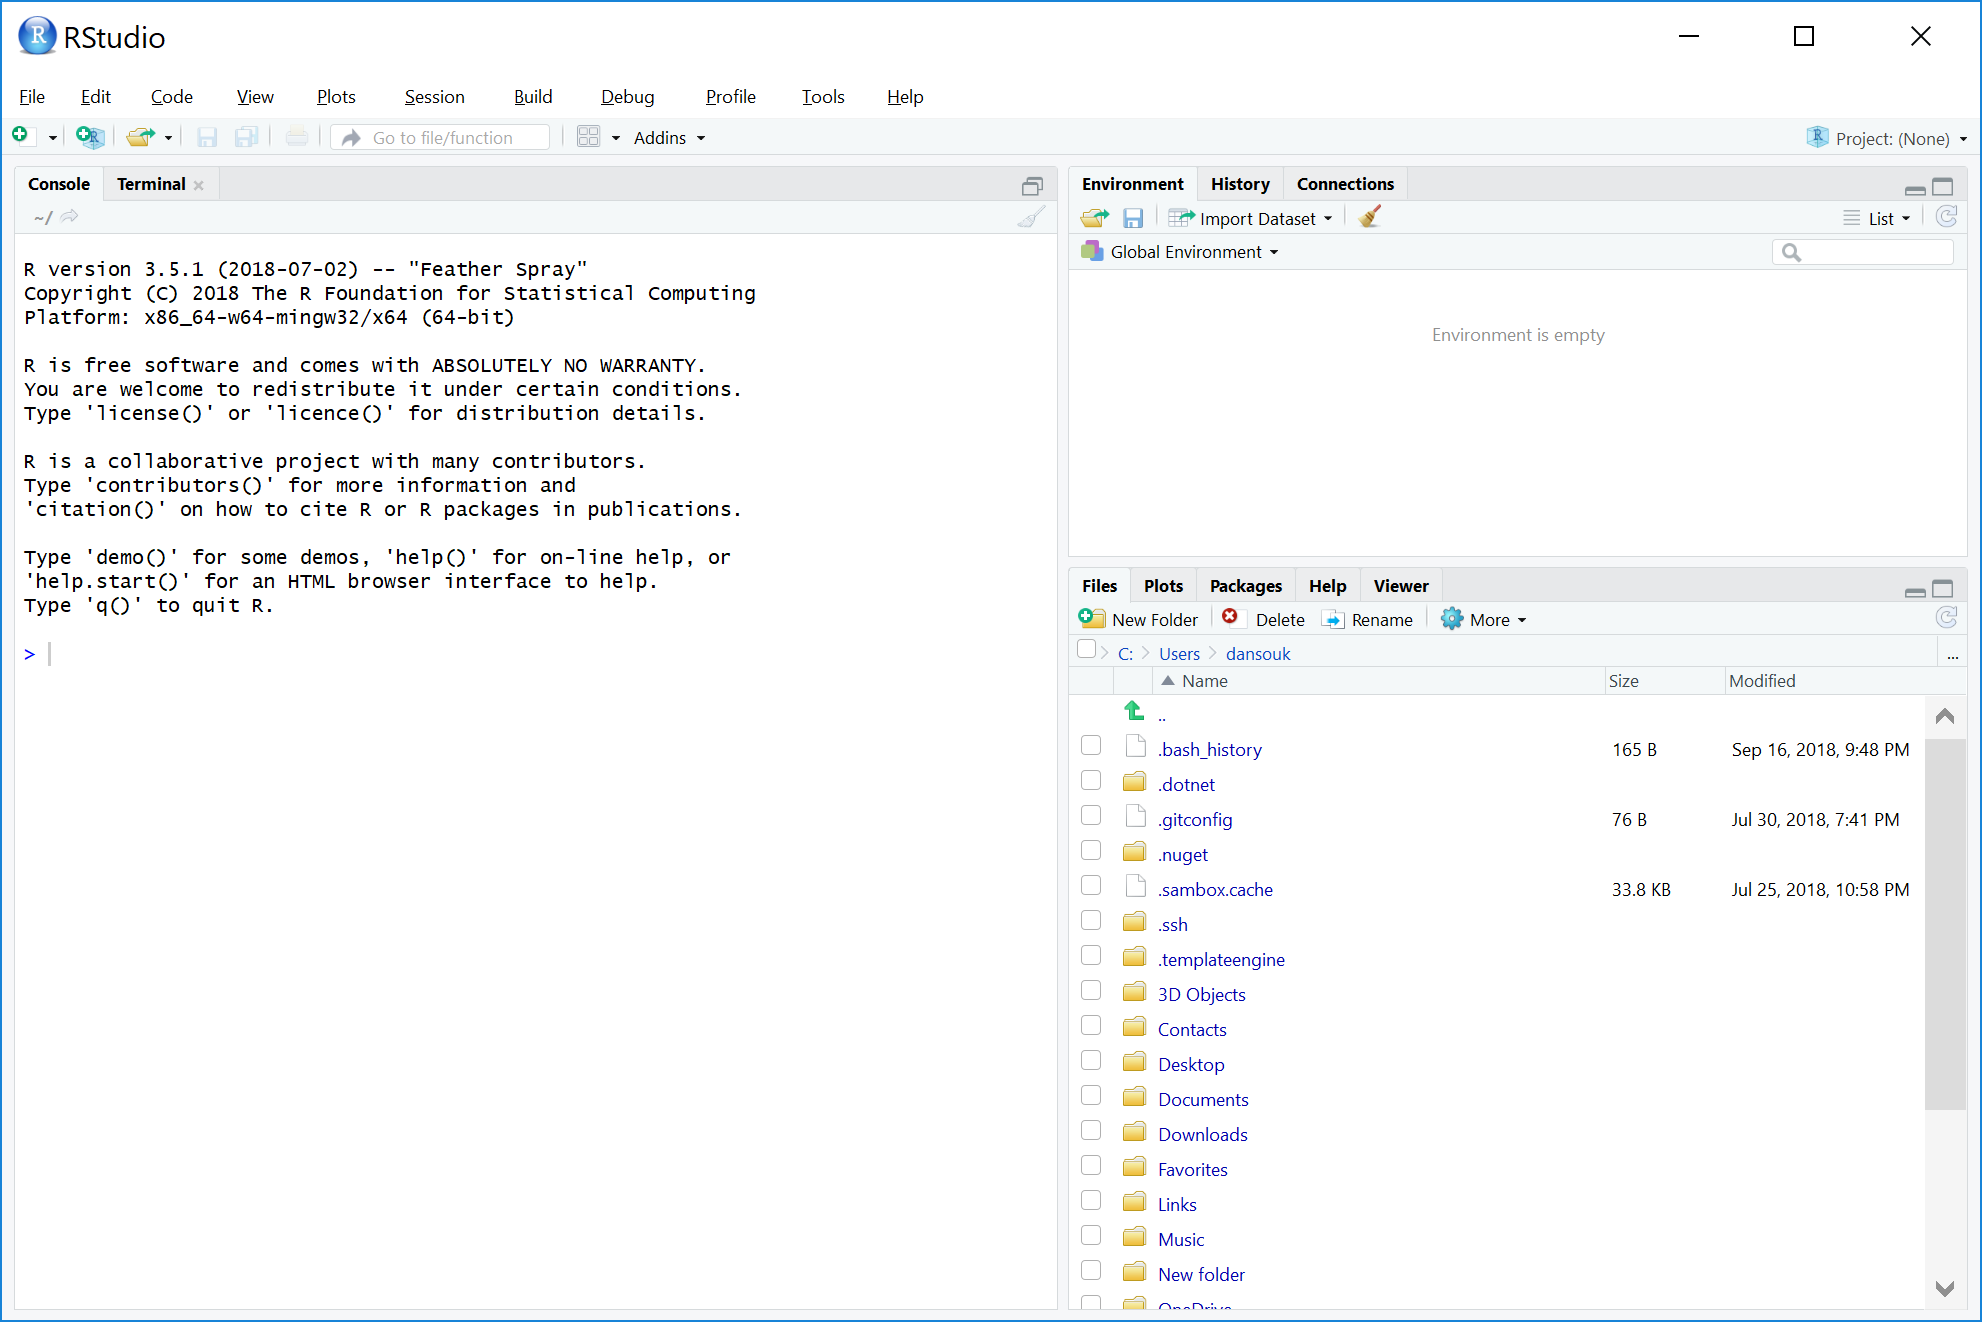 R RStudio
File Edit Code View Plots Session Build Debug Profile Tools Help
Go to file/function Addins Project: (None)
Console Terminal
~/
R version 3.5.1 (2018-07-02) -- "Feather Spray"
Copyright (C) 2018 The R Foundation for Statistical Computing
Platform: x86_64-w64-mingw32/x64 (64-bit)
R is free software and comes with ABSOLUTELY NO WARRANTY.
You are welcome to redistribute it under certain conditions.
Type 'license()' or 'licence()' for distribution details.
R is a collaborative project with many contributors.
Type 'contributors()' for more information and
'citation()' on how to cite R or R packages in publications.
Type 'demo()' for some demos, 'help()' for on-line help, or
'help.start()' for an HTML browser interface to help.
Type 'q()' to quit R.
>
Environment History Connections
Import Dataset List
Global Environment
Environment is empty
Files Plots Packages Help Viewer
New Folder Delete Rename More
C: Users dansouk ...
Name Size Modified
..
.bash_history 165 B Sep 16, 2018, 9:48 PM
.dotnet
.gitconfig 76 B Jul 30, 2018, 7:41 PM
.nuget
.sambox.cache 33.8 KB Jul 25, 2018, 10:58 PM
.ssh
.templateengine
3D Objects
Contacts
Desktop
Documents
Downloads
Favorites
Links
Music
New folder
OneDrive